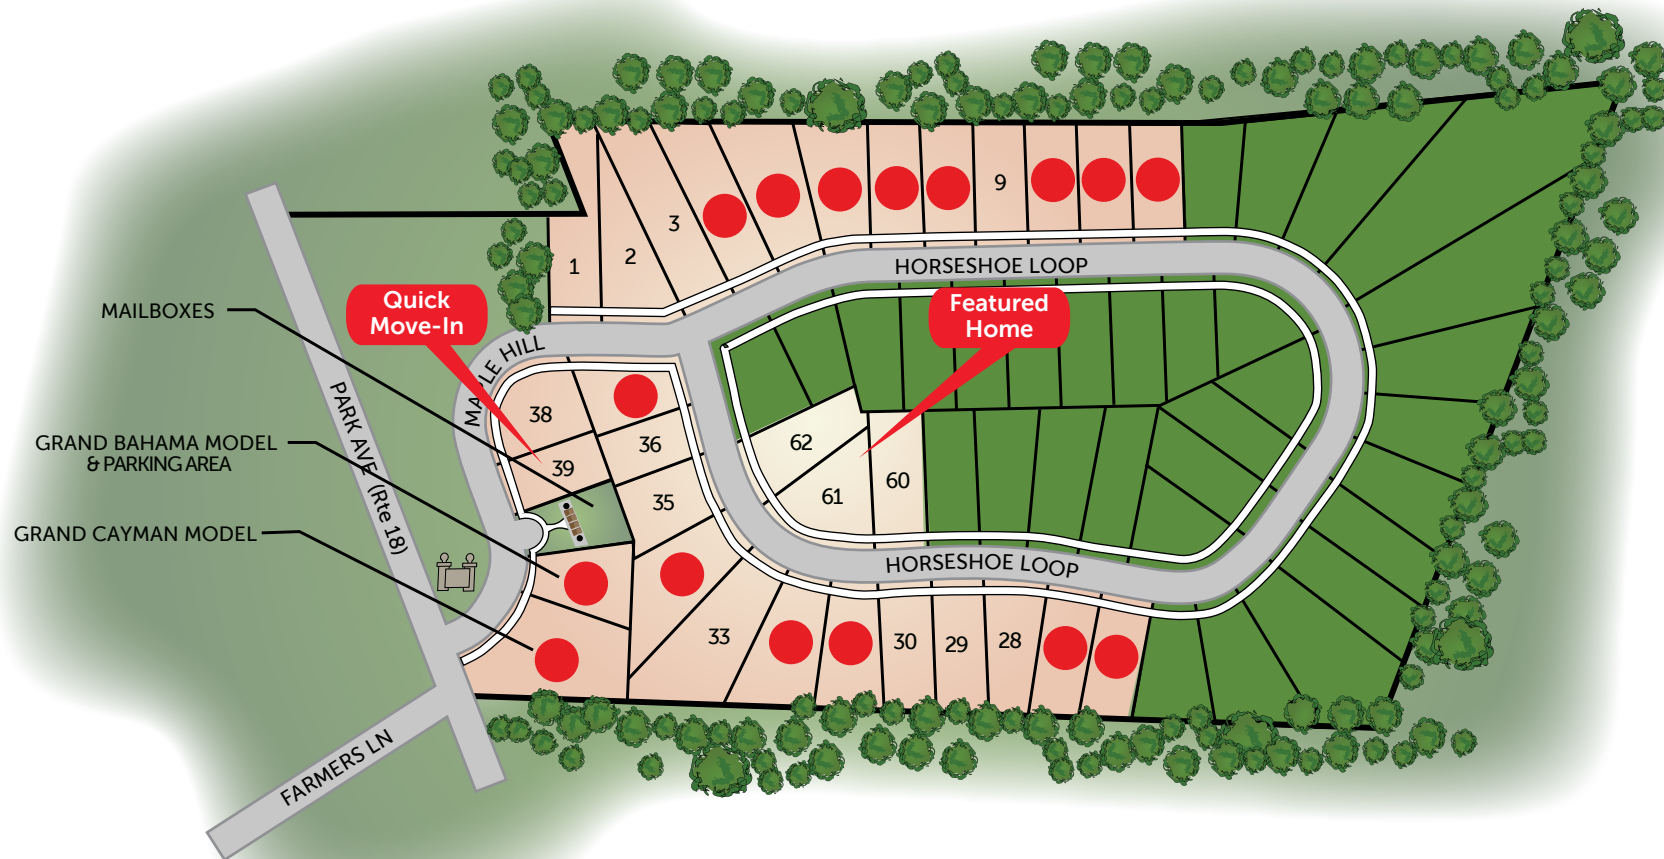 9
3
2
1
HORSESHOE LOOP
Quick
Move-In
Featured
Home
MAILBOXES
MAPLE HILL
PARK AVE (Rte 18)
38
36
39
35
62
61
60
GRAND BAHAMA MODEL
& PARKING AREA
GRAND CAYMAN MODEL
HORSESHOE LOOP
33
30
29
28
FARMERS LN